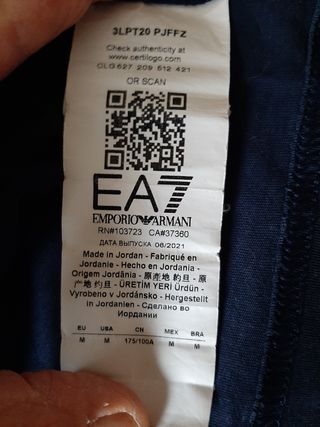 3LPT20 PJFFZ
Check authenticity at
www.certilogo.com
CLG 627 209 512 421
OR SCAN
EA7
EMPORIO ARMANI
RN#103723 CA#37360
ДАТА ВЫПУСКА 06/2021
Made in Jordan - Fabriqué en
Jordanie - Hecho en Jordania -
Origem Jordânia - 原產地 約旦 - 原
产地 约旦 - ÜRETİM YERİ Ürdün -
Vyrobeno v Jordánsko - Hergestellt
in Jordanien - Сделано во
Иордании
EU USA CN MEX BRA
M M 175/100A M M